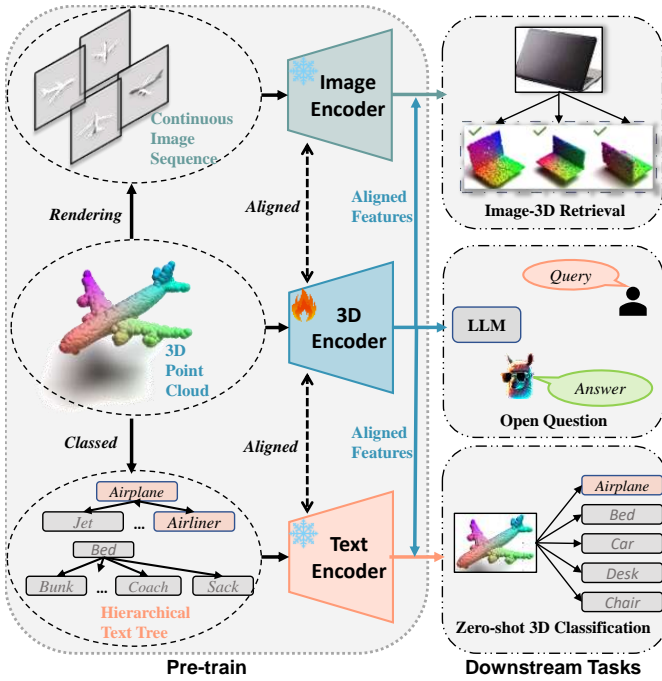 Continuous
Image
Sequence
Image
Encoder
Image-3D Retrieval
Rendering
Aligned
Aligned
Features
3D
Point
Cloud
3D
Encoder
LLM
Query
Answer
Open Question
Classed
Aligned
Aligned
Features
Airplane
Jet
...
Airliner
Bed
Bunk
...
Coach
Sack
Hierarchical
Text Tree
Text
Encoder
Airplane
Bed
Car
Desk
Chair
Zero-shot 3D Classification
Pre-train
Downstream Tasks